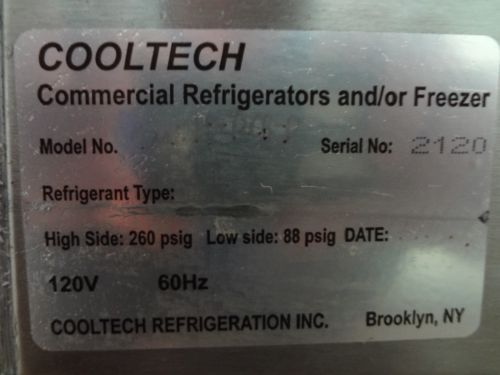 COOLTECH
Commercial Refrigerators and/or Freezer
Model No. Serial No: 2120
Refrigerant Type:
High Side: 260 psig Low side: 88 psig DATE:
120V 60Hz
COOLTECH REFRIGERATION INC. Brooklyn, NY